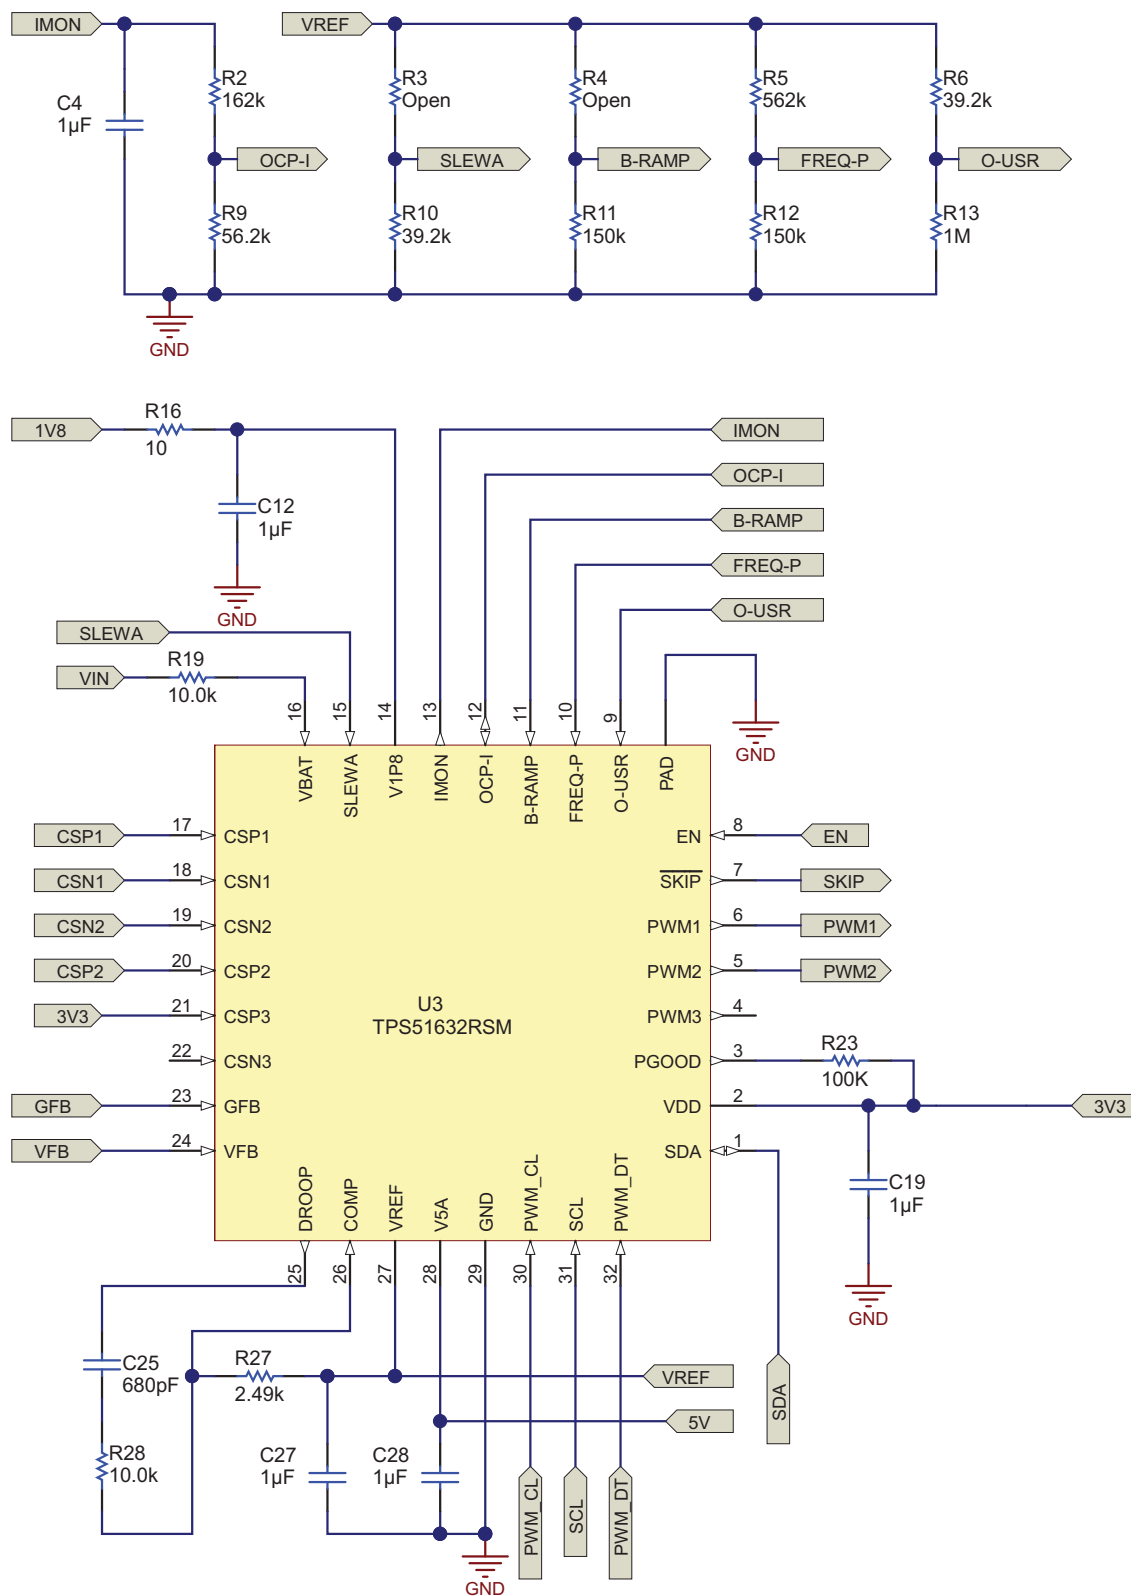 IMON
VREF
C4
1µF
R2
162k
R3
Open
R4
Open
R5
562k
R6
39.2k
OCP-I
SLEWA
B-RAMP
FREQ-P
O-USR
R9
56.2k
R10
39.2k
R11
150k
R12
150k
R13
1M
GND
1V8
R16
10
C12
1µF
GND
IMON
OCP-I
B-RAMP
FREQ-P
O-USR
SLEWA
VIN
R19
10.0k
GND
16
15
14
13
12
11
10
9
VBAT
SLEWA
V1P8
IMON
OCP-I
B-RAMP
FREQ-P
O-USR
PAD
CSP1
17
CSP1
CSN1
18
CSN1
CSN2
19
CSN2
CSP2
20
CSP2
3V3
21
CSP3
22
CSN3
GFB
23
GFB
VFB
24
VFB
U3
TPS51632RSM
EN
8
EN
SKIP
7
SKIP
PWM1
6
PWM1
PWM2
5
PWM2
PWM3
4
PGOOD
3
R23
100K
VDD
2
3V3
SDA
1
C19
1µF
GND
SDA
DROOP
COMP
VREF
V5A
GND
PWM_CL
SCL
PWM_DT
25
26
27
28
29
30
31
32
C25
680pF
R27
2.49k
VREF
5V
R28
10.0k
C27
1µF
C28
1µF
GND
PWM_CL
SCL
PWM_DT